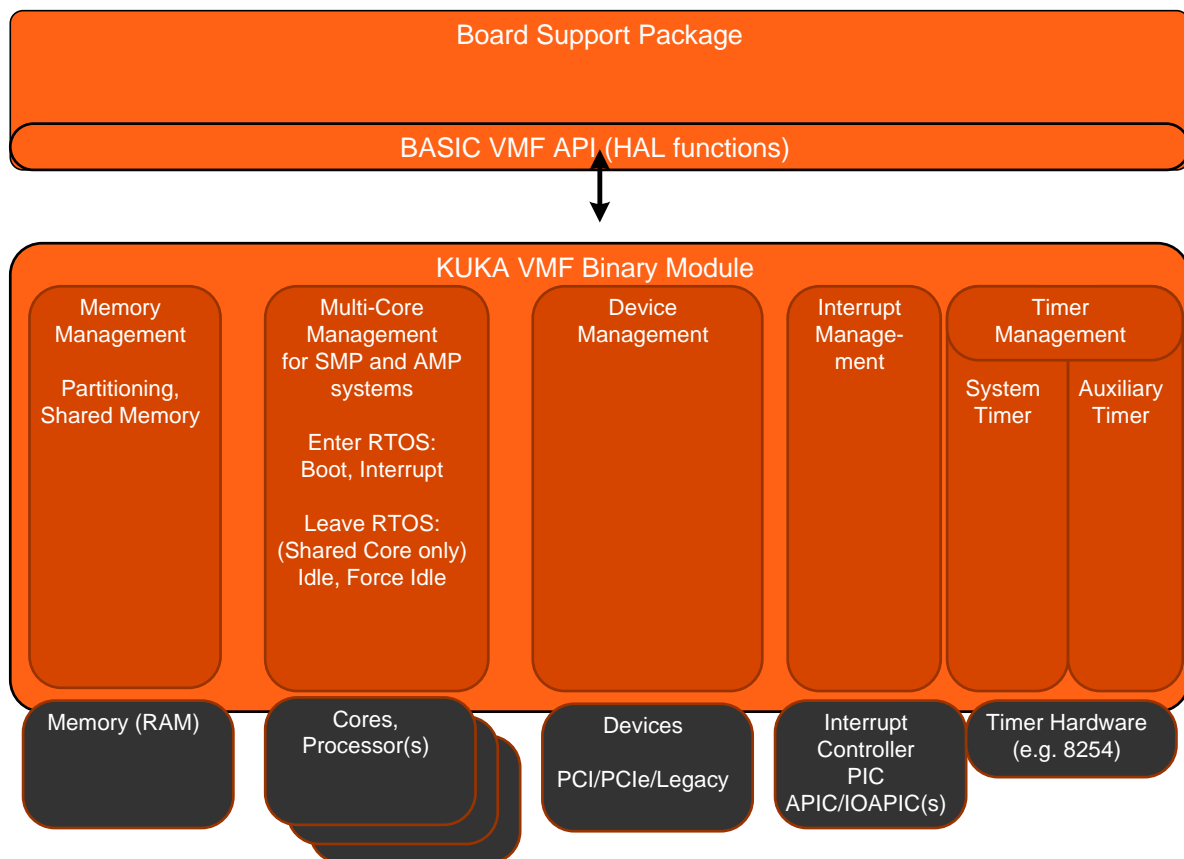 Board Support Package
BASIC VMF API (HAL functions)
KUKA VMF Binary Module
Memory
Management
Partitioning,
Shared Memory
Multi-Core
Management
for SMP and AMP
systems
Enter RTOS:
Boot, Interrupt
Leave RTOS:
(Shared Core only)
Idle, Force Idle
Device
Management
Interrupt
Manage-
ment
Timer
Management
System
Timer
Auxiliary
Timer
Memory (RAM)
Cores,
Processor(s)
Devices
PCI/PCIe/Legacy
Interrupt
Controller
PIC
APIC/IOAPIC(s)
Timer Hardware
(e.g. 8254)